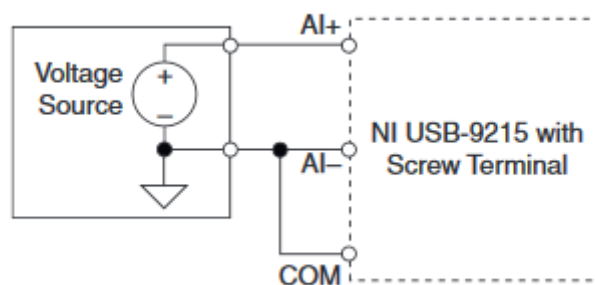 AI+
Voltage
Source
+
–
NI USB-9215 with
Screw Terminal
AI–
COM